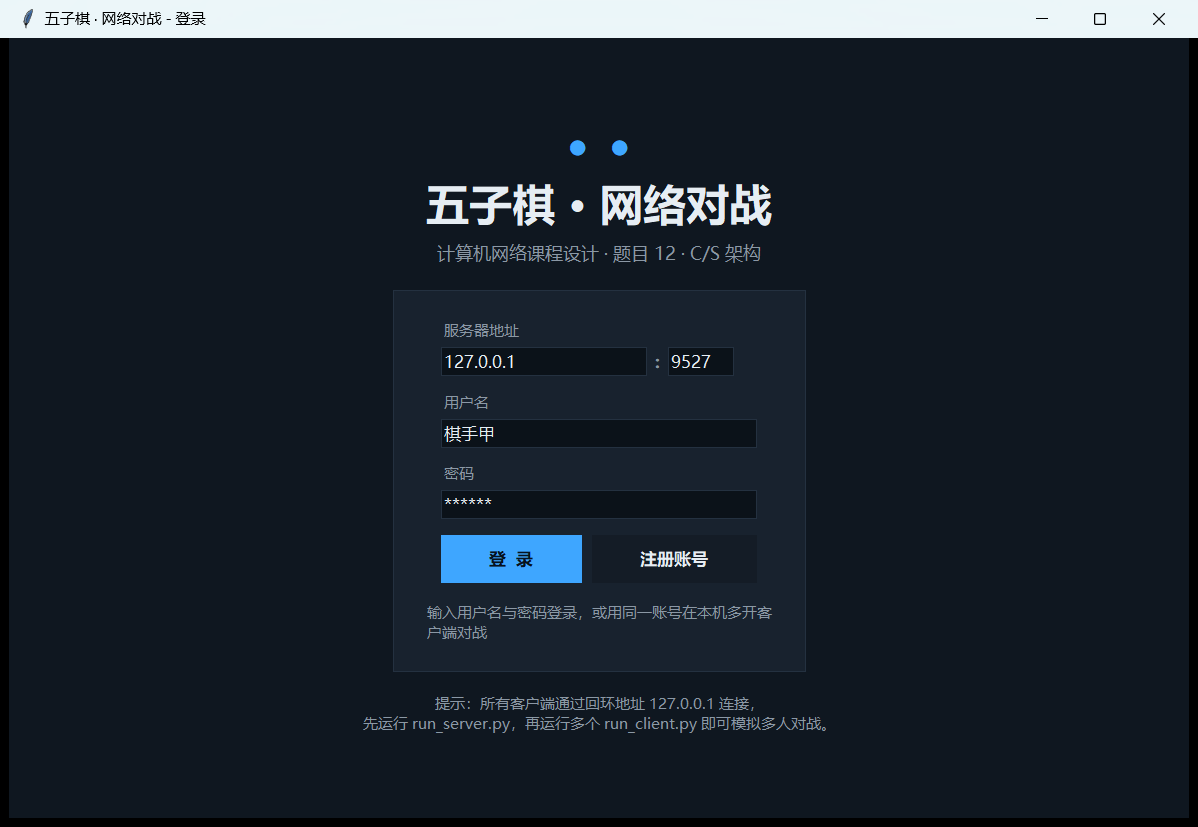 五子棋 · 网络对战 - 登录
五子棋 · 网络对战
计算机网络课程设计 · 题目 12 · C/S 架构
服务器地址
127.0.0.1 : 9527
用户名
棋手甲
密码
******
登 录 注册账号
输入用户名与密码登录，或用同一账号在本机多开客
户端对战
提示：所有客户端通过回环地址 127.0.0.1 连接，
先运行 run_server.py，再运行多个 run_client.py 即可模拟多人对战。